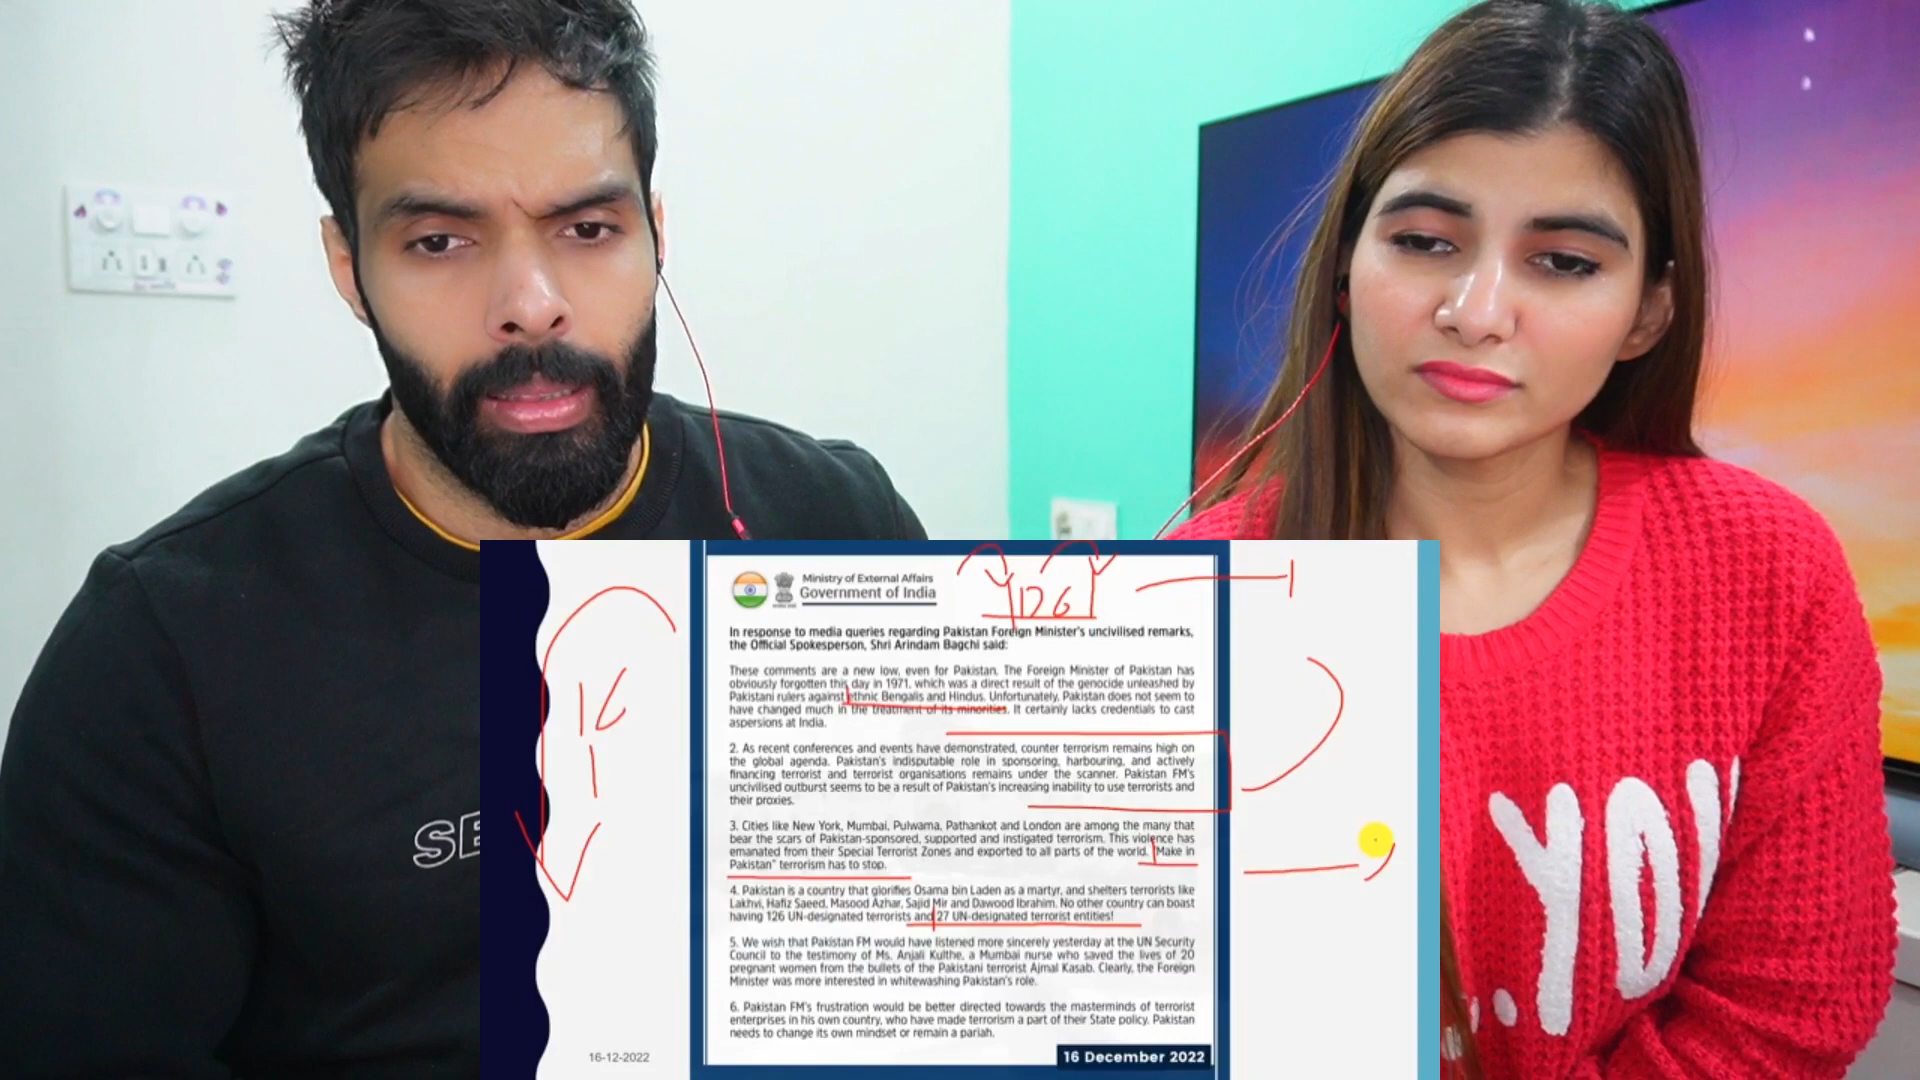 SE
.YOU
Ministry of External Affairs
Government of India
126
16
1
In response to media queries regarding Pakistan Foreign Minister's uncivilised remarks,
the Official Spokesperson, Shri Arindam Bagchi said:
These comments are a new low, even for Pakistan. The Foreign Minister of Pakistan has
obviously forgotten this day in 1971, which was a direct result of the genocide unleashed by
Pakistani rulers against ethnic Bengalis and Hindus. Unfortunately, Pakistan does not seem to
have changed much in the treatment of its minorities. It certainly lacks credentials to cast
aspersions at India.
2. As recent conferences and events have demonstrated, counter terrorism remains high on
the global agenda. Pakistan's indisputable role in sponsoring, harbouring, and actively
financing terrorist and terrorist organisations remains under the scanner. Pakistan FM's
uncivilised outburst seems to be a result of Pakistan's increasing inability to use terrorists and
their proxies.
3. Cities like New York, Mumbai, Pulwama, Pathankot and London are among the many that
bear the scars of Pakistan-sponsored, supported and instigated terrorism. This violence has
emanated from their Special Terrorist Zones and exported to all parts of the world. "Make in
Pakistan" terrorism has to stop.
4. Pakistan is a country that glorifies Osama bin Laden as a martyr, and shelters terrorists like
Lakhvi, Hafiz Saeed, Masood Azhar, Sajid Mir and Dawood Ibrahim. No other country can boast
having 126 UN-designated terrorists and 27 UN-designated terrorist entities!
5. We wish that Pakistan FM would have listened more sincerely yesterday at the UN Security
Council to the testimony of Ms. Anjali Kulthe, a Mumbai nurse who saved the lives of 20
pregnant women from the bullets of the Pakistani terrorist Ajmal Kasab. Clearly, the Foreign
Minister was more interested in whitewashing Pakistan's role.
6. Pakistan FM's frustration would be better directed towards the masterminds of terrorist
enterprises in his own country, who have made terrorism a part of their State policy. Pakistan
needs to change its own mindset or remain a pariah.
16-12-2022
16 December 2022